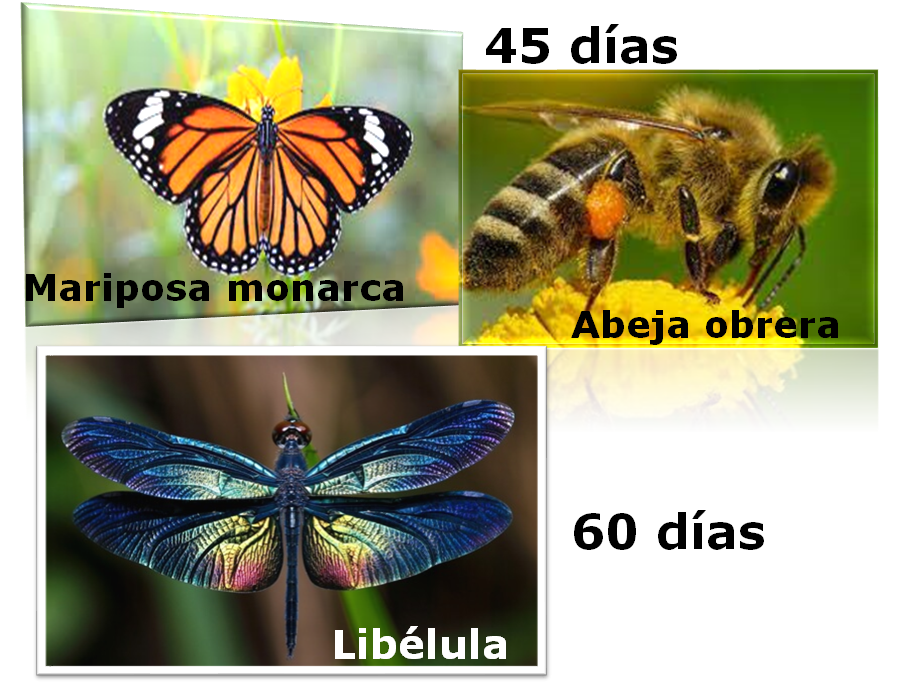 45 días
Mariposa monarca
Abeja obrera
60 días
Libélula